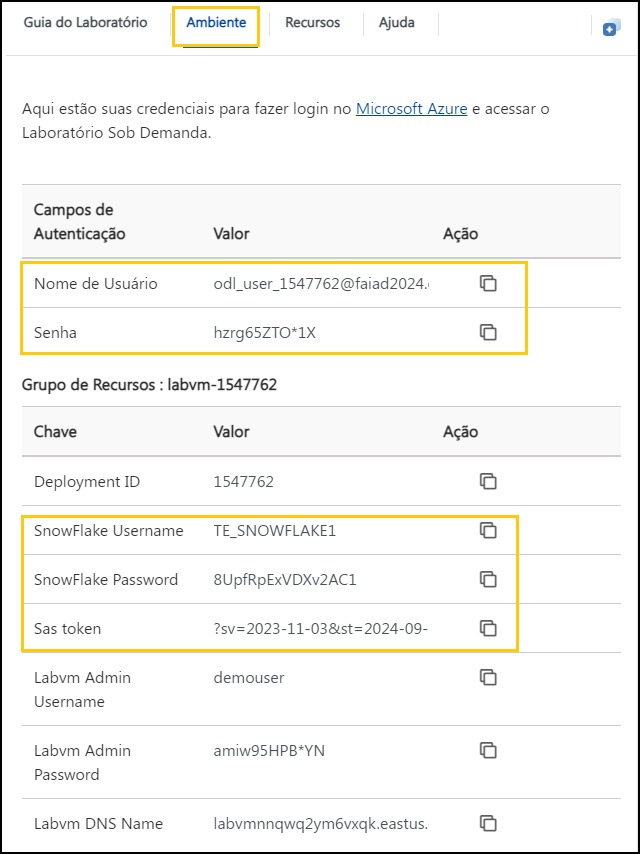 Guia do Laboratório Ambiente Recursos Ajuda
Aqui estão suas credenciais para fazer login no Microsoft Azure e acessar o
Laboratório Sob Demanda.
Campos de
Autenticação Valor Ação
Nome de Usuário odl_user_1547762@faiad2024.
Senha hzrg65ZTO*1X
Grupo de Recursos : labvm-1547762
Chave Valor Ação
Deployment ID 1547762
SnowFlake Username TE_SNOWFLAKE1
SnowFlake Password 8UpfRpExVDXv2AC1
Sas token ?sv=2023-11-03&st=2024-09-
Labvm Admin
Username demouser
Labvm Admin
Password amiw95HPB*YN
Labvm DNS Name labvmnnqwq2ym6vxqk.eastus.